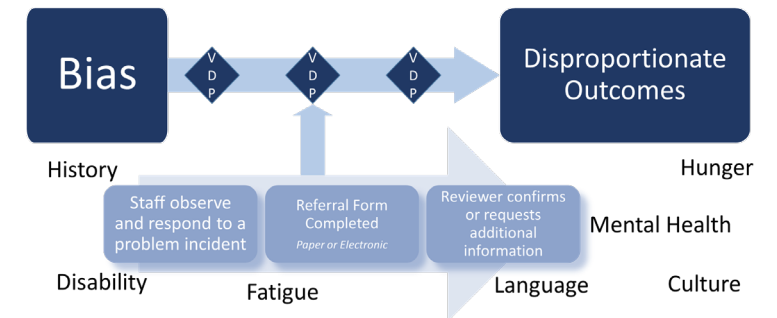 Bias
V
D
P
V
D
P
V
D
P
Disproportionate
Outcomes
History
Hunger
Staff observe
and respond to a
problem incident
Referral Form
Completed
Paper or Electronic
Reviewer confirms
or requests
additional
information
Mental Health
Disability
Fatigue
Language
Culture